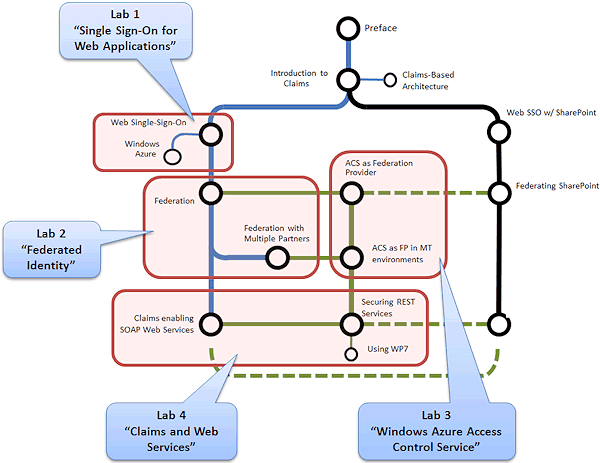 Lab 1
“Single Sign-On for
Web Applications”
Preface
Introduction to
Claims
Claims-Based
Architecture
Web Single-Sign-On
Windows
Azure
Web SSO w/ SharePoint
Federation
ACS as Federation
Provider
Federating SharePoint
Lab 2
“Federated
Identity”
Federation with
Multiple Partners
ACS as FP in MT
environments
Claims enabling
SOAP Web Services
Securing REST
Services
Using WP7
Lab 4
“Claims and Web
Services”
Lab 3
“Windows Azure Access
Control Service”